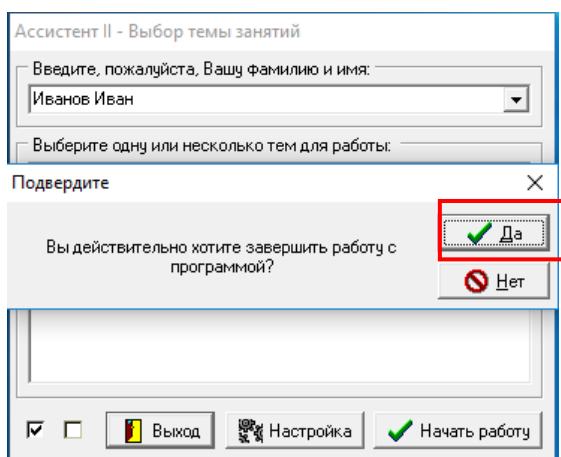 Ассистент II - Выбор темы занятий
Введите, пожалуйста, Вашу фамилию и имя:
Иванов Иван
Выберите одну или несколько тем для работы:
Подвердите
Вы действительно хотите завершить работу с
программой?
Да
Нет
Выход
Настройка
Начать работу